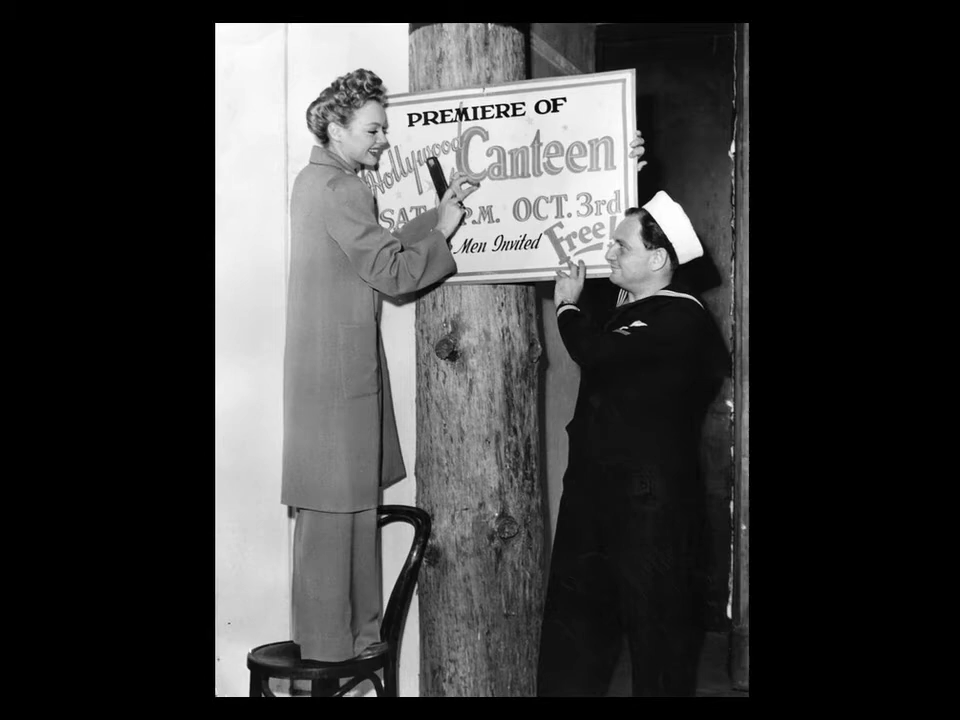 PREMIERE OF
Hollywood Canteen
SAT. P.M. OCT. 3rd
Men Invited Free!